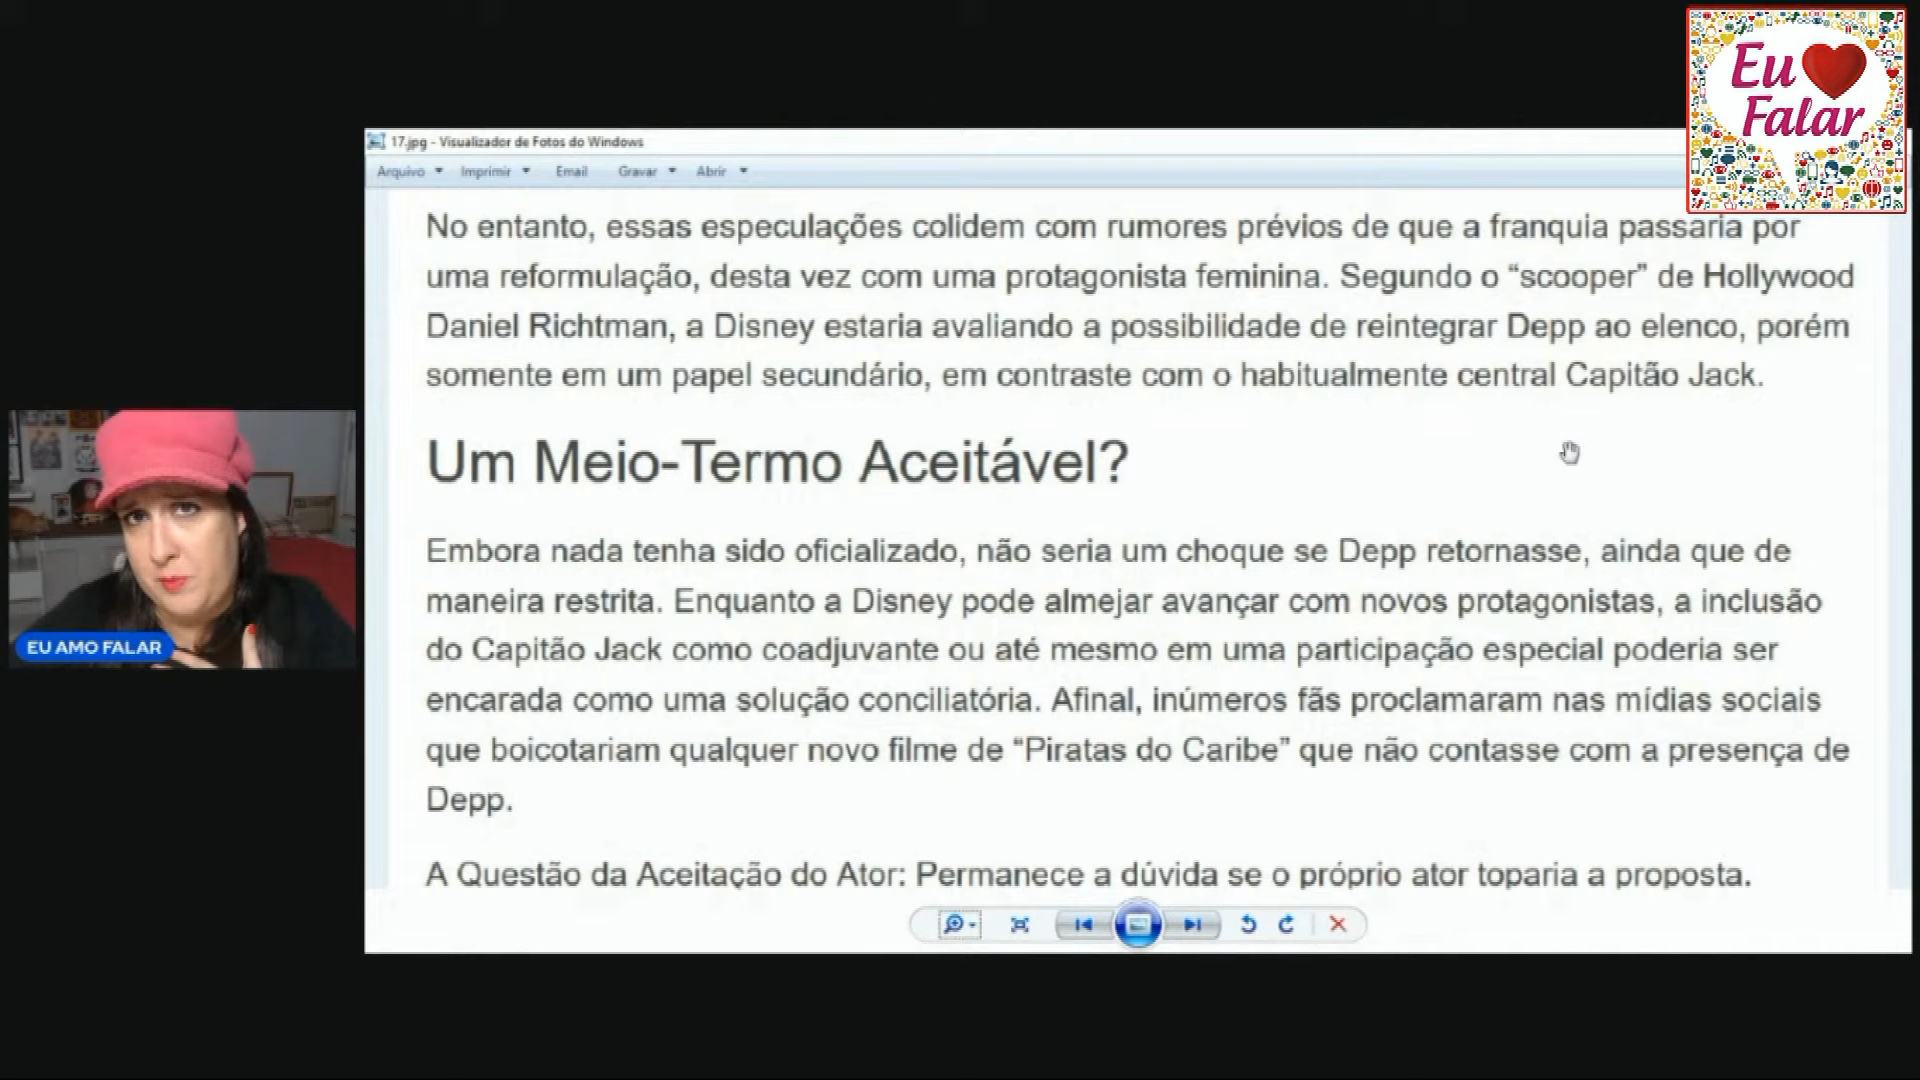 Eu
Falar
17.jpg - Visualizador de Fotos do Windows
Arquivo Imprimir Email Gravar Abrir
No entanto, essas especulações colidem com rumores prévios de que a franquia passaria por
uma reformulação, desta vez com uma protagonista feminina. Segundo o “scooper” de Hollywood
Daniel Richtman, a Disney estaria avaliando a possibilidade de reintegrar Depp ao elenco, porém
somente em um papel secundário, em contraste com o habitualmente central Capitão Jack.
Um Meio-Termo Aceitável?
Embora nada tenha sido oficializado, não seria um choque se Depp retornasse, ainda que de
maneira restrita. Enquanto a Disney pode almejar avançar com novos protagonistas, a inclusão
do Capitão Jack como coadjuvante ou até mesmo em uma participação especial poderia ser
encarada como uma solução conciliatória. Afinal, inúmeros fãs proclamaram nas mídias sociais
que boicotariam qualquer novo filme de “Piratas do Caribe” que não contasse com a presença de
Depp.
A Questão da Aceitação do Ator: Permanece a dúvida se o próprio ator toparia a proposta.
EU AMO FALAR